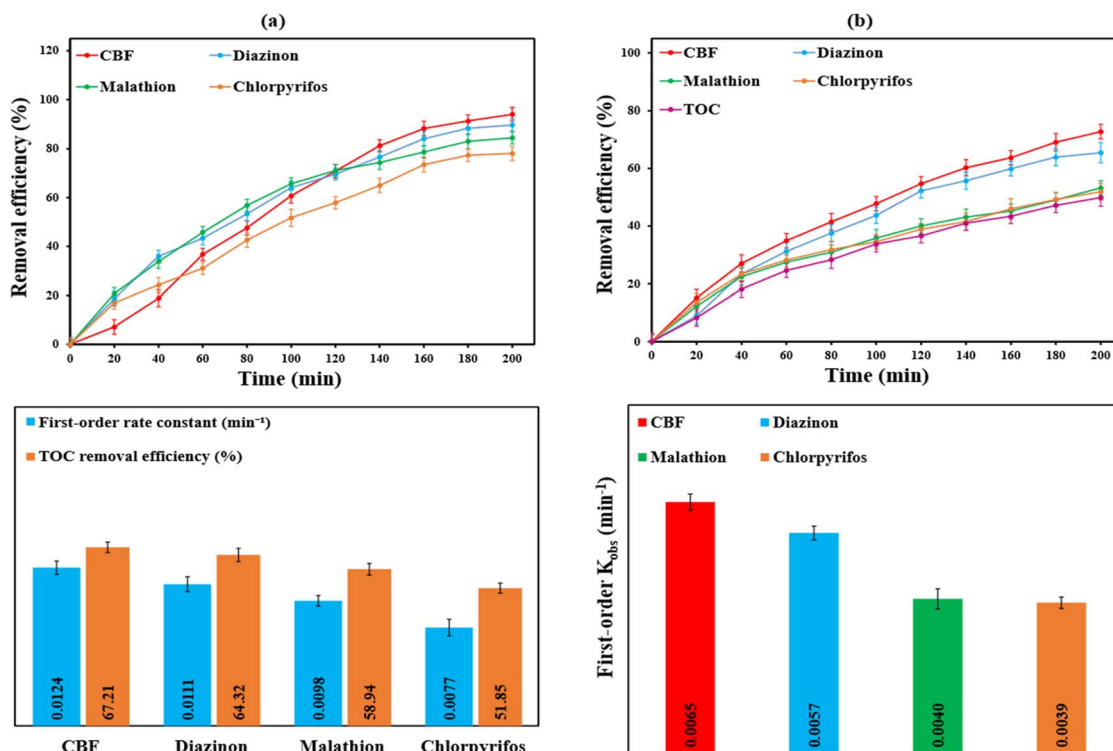 (a)
CBF
Diazinon
Malathion
Chlorpyrifos
Removal efficiency (%)
120
100
80
60
40
20
0
0 20 40 60 80 100 120 140 160 180 200
Time (min)
(b)
CBF
Diazinon
Malathion
Chlorpyrifos
TOC
Removal efficiency (%)
100
80
60
40
20
0
0 20 40 60 80 100 120 140 160 180 200
Time (min)
First-order rate constant (min⁻¹)
TOC removal efficiency (%)
0.0124
67.21
0.0111
64.32
0.0098
58.94
0.0077
51.85
CBF Diazinon Malathion Chlorpyrifos
CBF
Diazinon
Malathion
Chlorpyrifos
First-order K_obs (min⁻¹)
0.0065
0.0057
0.0040
0.0039